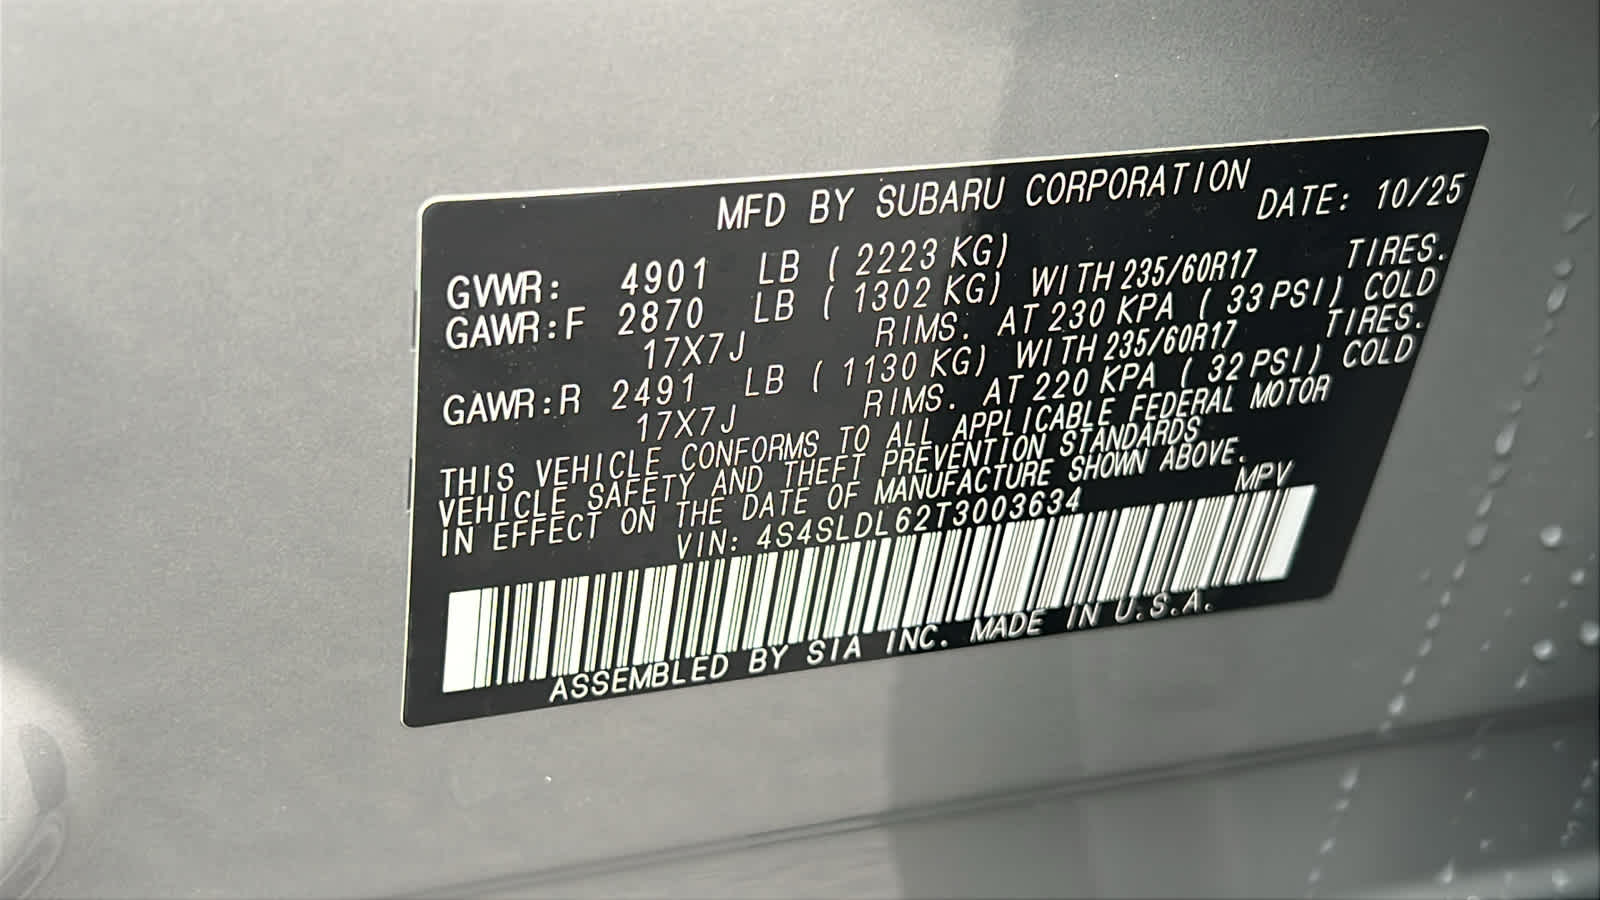 MFD BY SUBARU CORPORATION DATE: 10/25
GVWR: 4901 LB ( 2223 KG)
GAWR:F 2870 LB ( 1302 KG) WITH 235/60R17 TIRES.
17X7J RIMS. AT 230 KPA ( 33 PSI) COLD
GAWR:R 2491 LB ( 1130 KG) WITH 235/60R17 TIRES.
17X7J RIMS. AT 220 KPA ( 32 PSI) COLD
THIS VEHICLE CONFORMS TO ALL APPLICABLE FEDERAL MOTOR
VEHICLE SAFETY AND THEFT PREVENTION STANDARDS
IN EFFECT ON THE DATE OF MANUFACTURE SHOWN ABOVE.
VIN: 4S4SLDL62T3003634 MPV
ASSEMBLED BY SIA INC. MADE IN U.S.A.